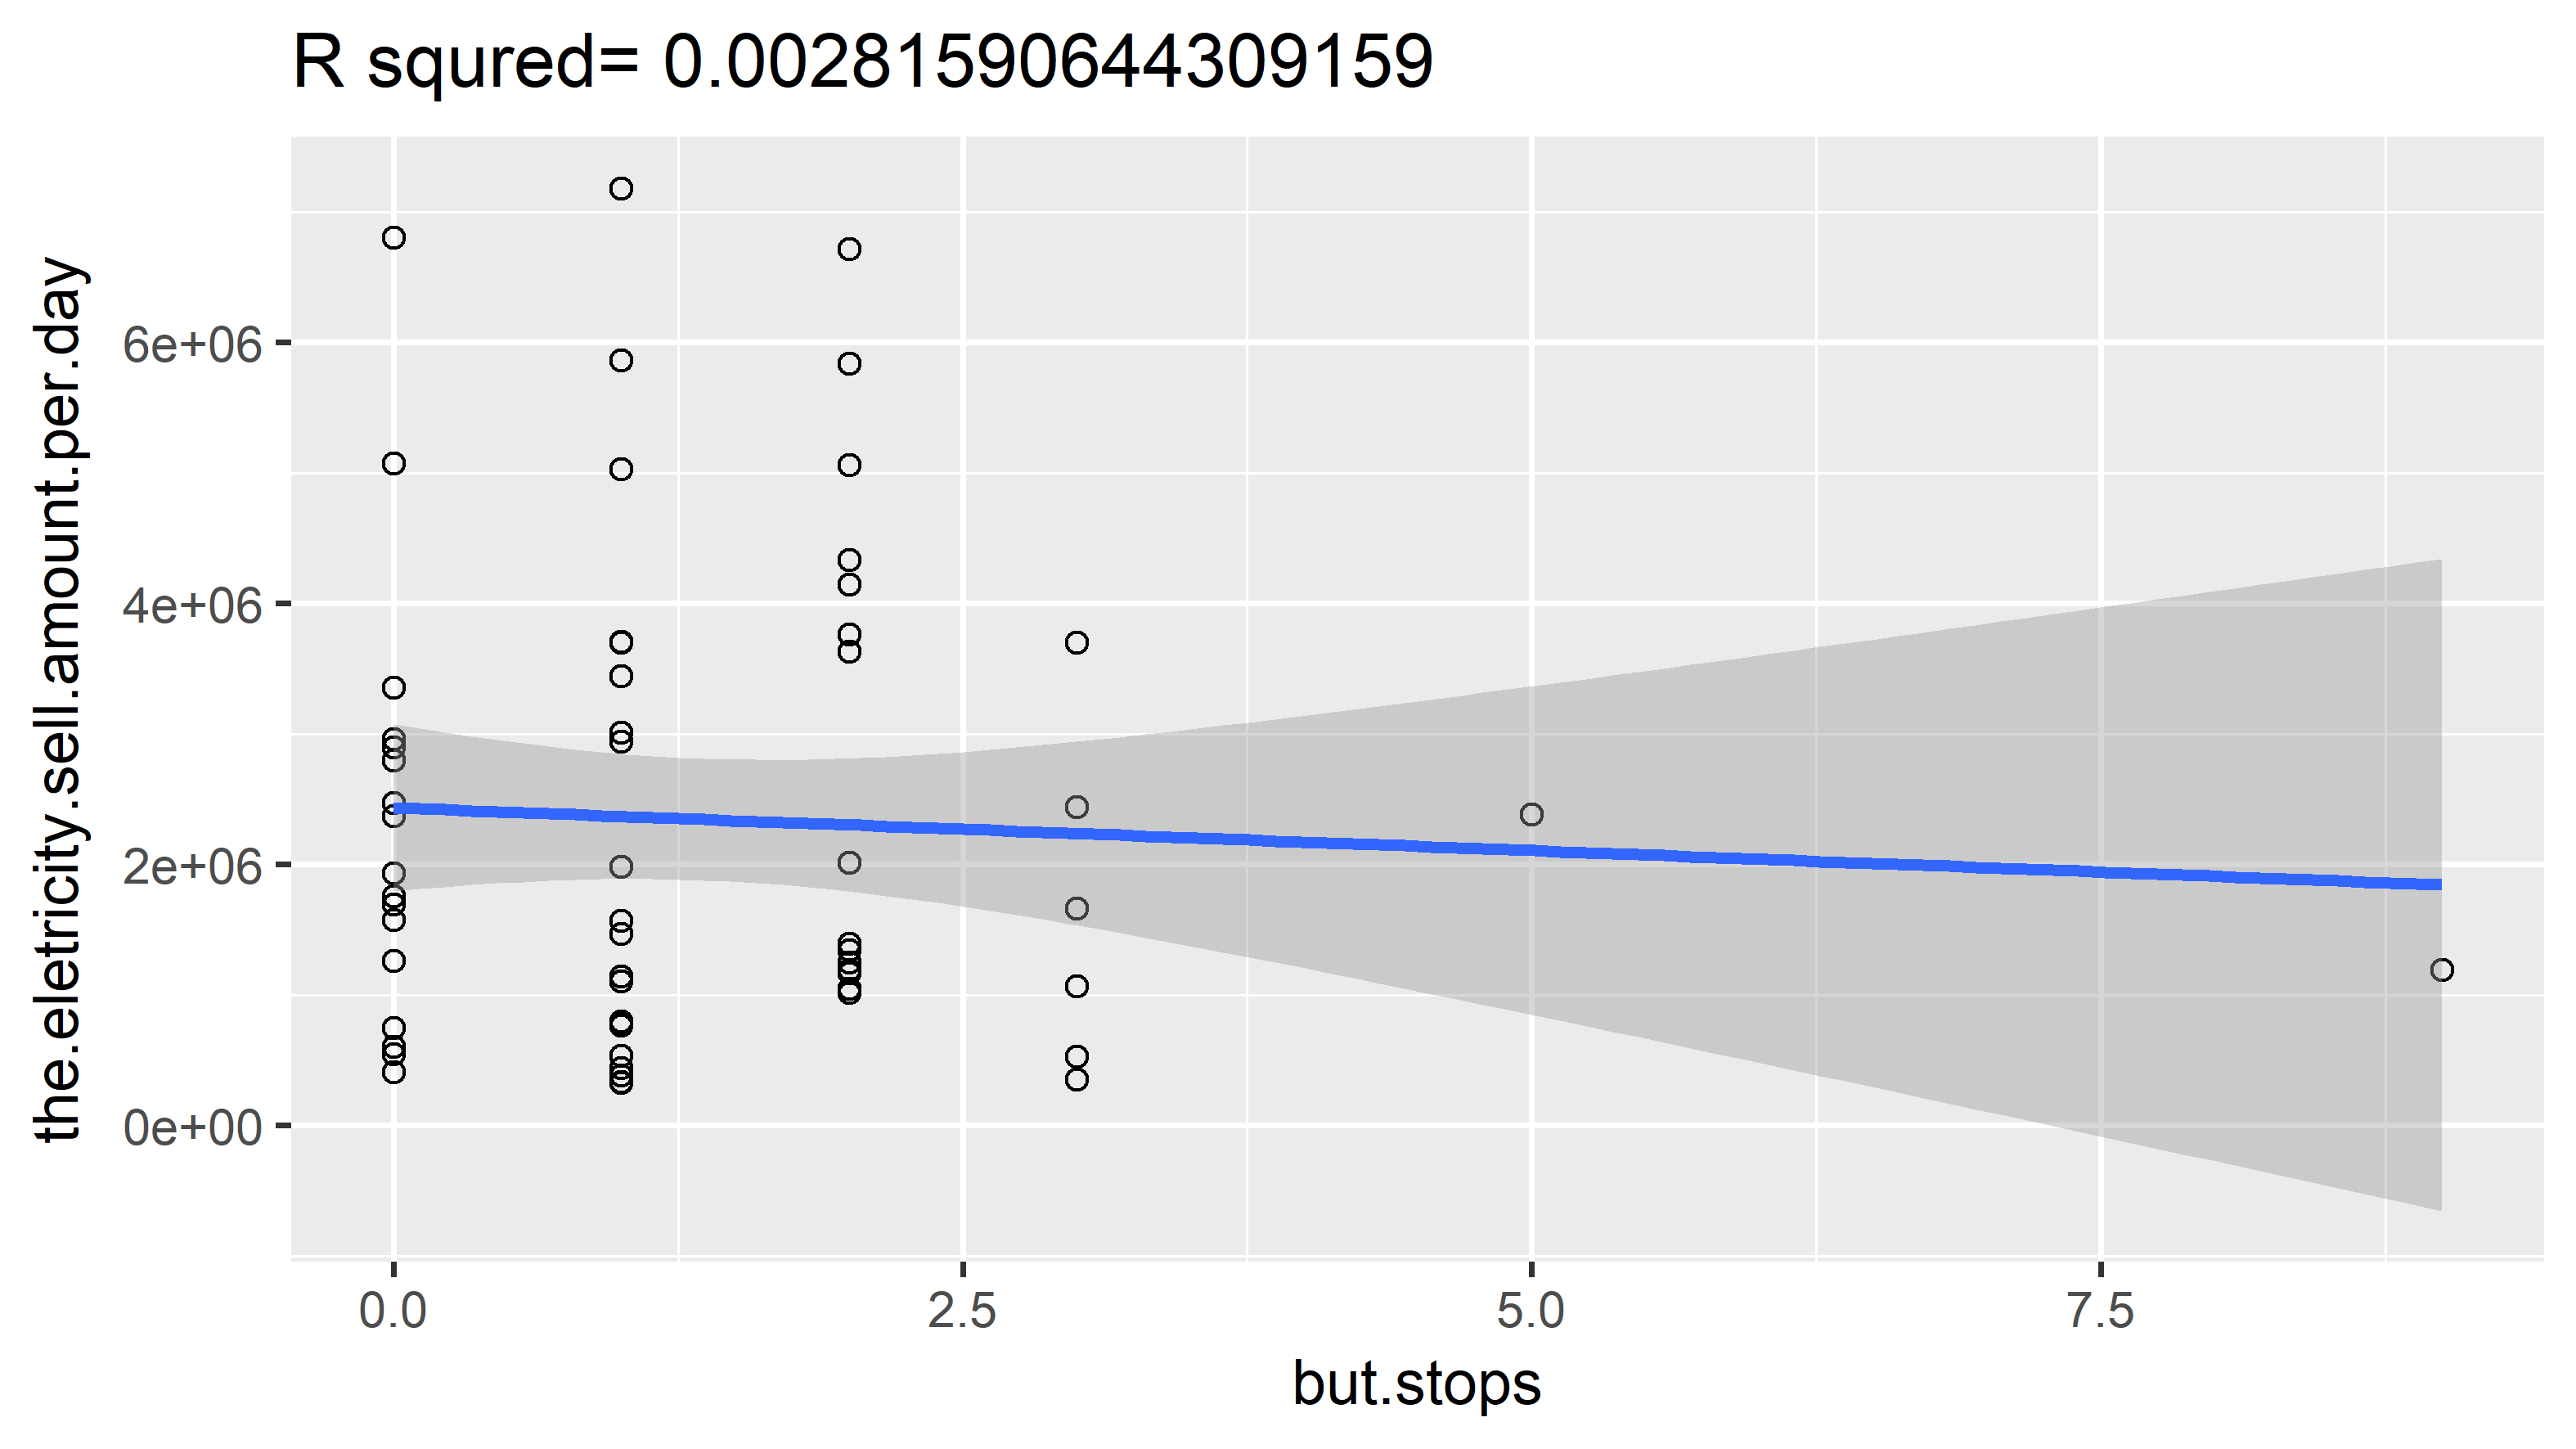 R squred= 0.00281590644309159
the.eletricity.sell.amount.per.day
6e+06
4e+06
2e+06
0e+00
0.0 2.5 5.0 7.5
but.stops